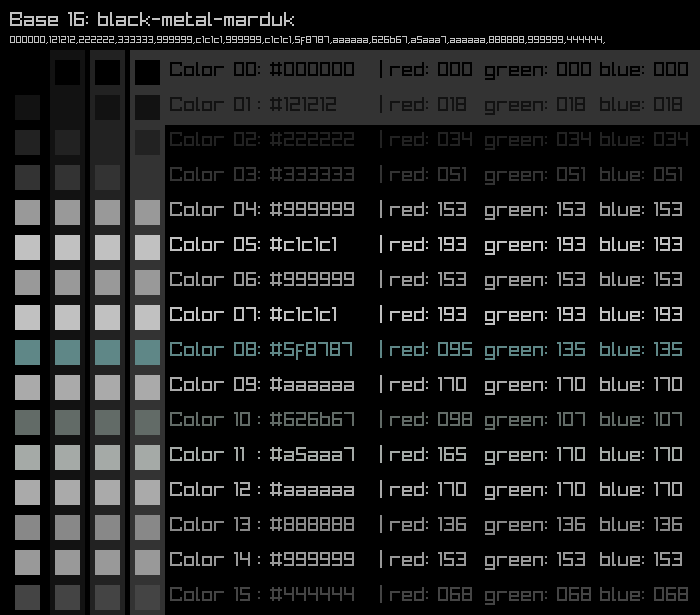 Base 16: black-metal-marduk
000000,121212,222222,333333,999999,c1c1c1,999999,c1c1c1,5f8787,aaaaaa,626b67,a5aaa7,aaaaaa,888888,999999,444444,
Color 00: #000000 | red: 000 green: 000 blue: 000
Color 01 : #121212 | red: 018 green: 018 blue: 018
Color 02: #222222 | red: 034 green: 034 blue: 034
Color 03: #333333 | red: 051 green: 051 blue: 051
Color 04: #999999 | red: 153 green: 153 blue: 153
Color 05: #c1c1c1 | red: 193 green: 193 blue: 193
Color 06: #999999 | red: 153 green: 153 blue: 153
Color 07: #c1c1c1 | red: 193 green: 193 blue: 193
Color 08: #5f8787 | red: 095 green: 135 blue: 135
Color 09: #aaaaaa | red: 170 green: 170 blue: 170
Color 10 : #626b67 | red: 098 green: 107 blue: 107
Color 11 : #a5aaa7 | red: 165 green: 170 blue: 170
Color 12 : #aaaaaa | red: 170 green: 170 blue: 170
Color 13 : #888888 | red: 136 green: 136 blue: 136
Color 14 : #999999 | red: 153 green: 153 blue: 153
Color 15 : #444444 | red: 068 green: 068 blue: 068